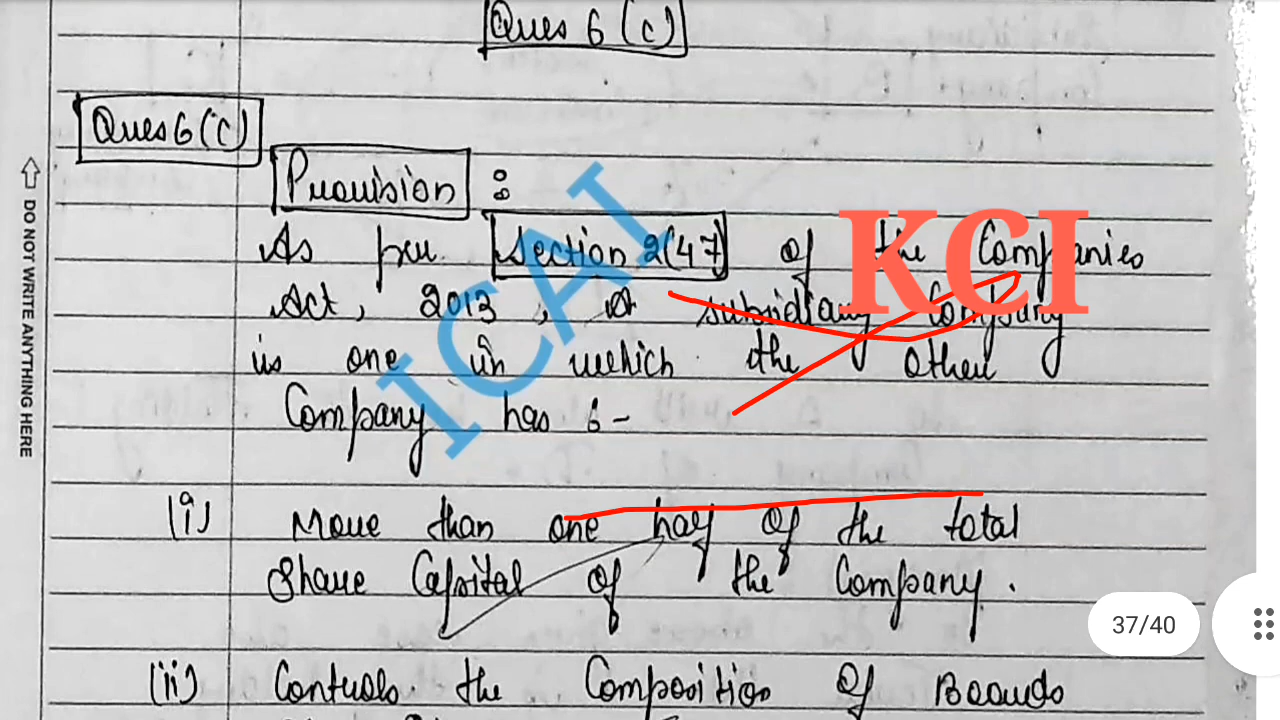 Ques 6 (c)
Ques 6 (c)
Provision :
As per Section 2(47) of the Companies
Act, 2013, a subsidiary Company
is one in which the other
Company has :-
(i) More than one half of the total
Share Capital of the Company.
(ii) Controls the Composition of Boards
ICAI
KCI
DO NOT WRITE ANYTHING HERE
37/40